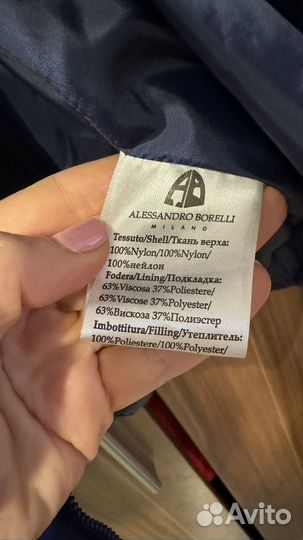 AB
ALESSANDRO BORELLI
MILANO
Tessuto/Shell/Ткань верха:
100%Nylon/100%Nylon/
100%нейлон
Fodera/Lining/Подкладка:
63%Viscosa 37%Poliestere/
63%Viscose 37%Polyester/
63%Вискоза 37%Полиэстер
Imbottitura/Filling/Утеплитель:
100%Poliestere/100%Polyester/
Avito